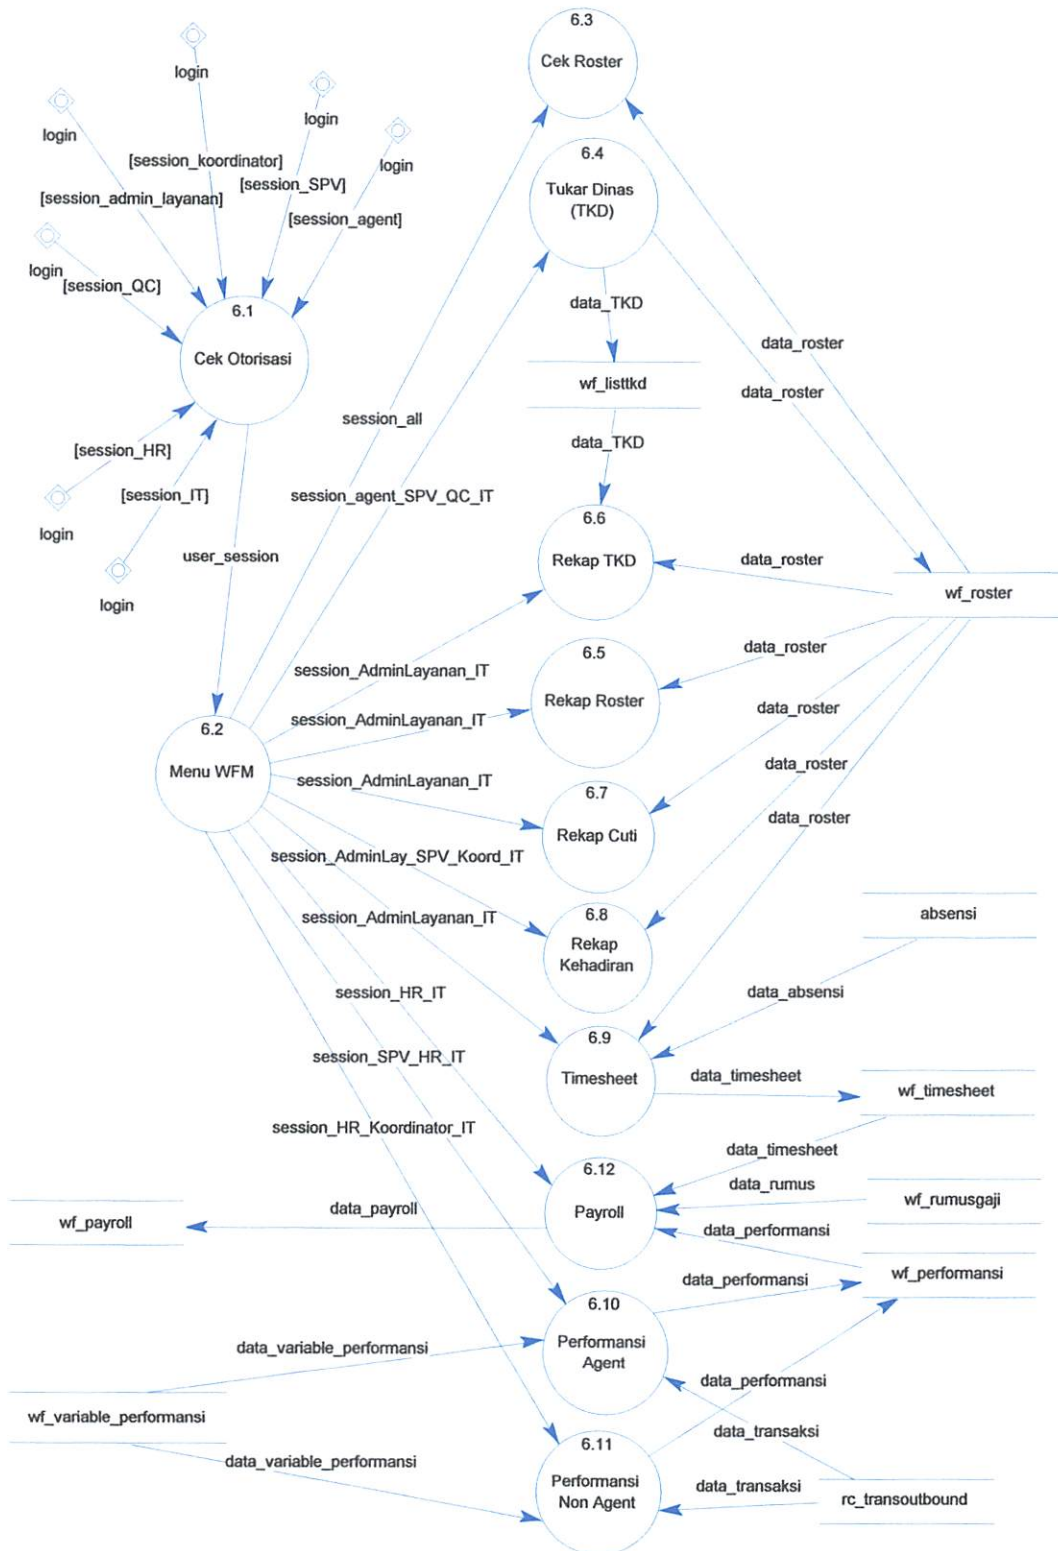 6.3
Cek Roster
login
login
login
login
6.4
Tukar Dinas
(TKD)
[session_koordinator]
[session_SPV]
[session_admin_layanan]
[session_agent]
login
[session_QC]
6.1
Cek Otorisasi
data_TKD
data_roster
wf_listtkd
data_roster
session_all
data_TKD
[session_HR]
[session_IT]
session_agent_SPV_QC_IT
login
login
user_session
6.6
Rekap TKD
data_roster
wf_roster
session_AdminLayanan_IT
6.5
Rekap Roster
data_roster
session_AdminLayanan_IT
6.2
Menu WFM
data_roster
session_AdminLayanan_IT
6.7
Rekap Cuti
data_roster
data_roster
session_AdminLay_SPV_Koord_IT
session_AdminLayanan_IT
6.8
Rekap
Kehadiran
absensi
session_HR_IT
data_absensi
6.9
Timesheet
session_SPV_HR_IT
data_timesheet
wf_timesheet
session_HR_Koordinator_IT
data_timesheet
6.12
Payroll
data_rumus
wf_rumusgaji
wf_payroll
data_payroll
data_performansi
wf_performansi
data_performansi
6.10
Performansi
Agent
data_variable_performansi
data_performansi
wf_variable_performansi
data_transaksi
6.11
Performansi
Non Agent
data_variable_performansi
data_transaksi
rc_transoutbound